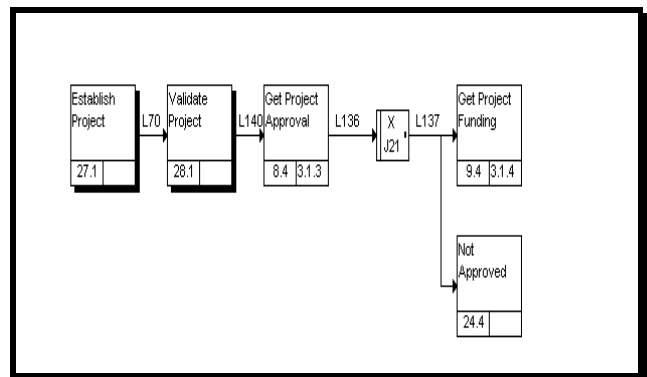 Establish
Project
27.1
L70
Validate
Project
28.1
L140
Get Project
Approval
8.4 3.1.3
L136
X
J21
L137
Get Project
Funding
9.4 3.1.4
Not
Approved
24.4